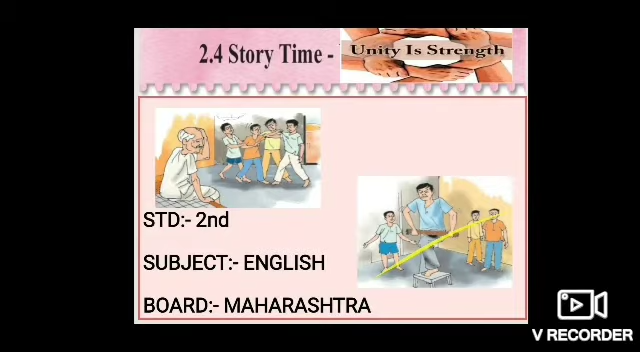 2.4 Story Time - Unity Is Strength
STD:- 2nd
SUBJECT:- ENGLISH
BOARD:- MAHARASHTRA
V RECORDER